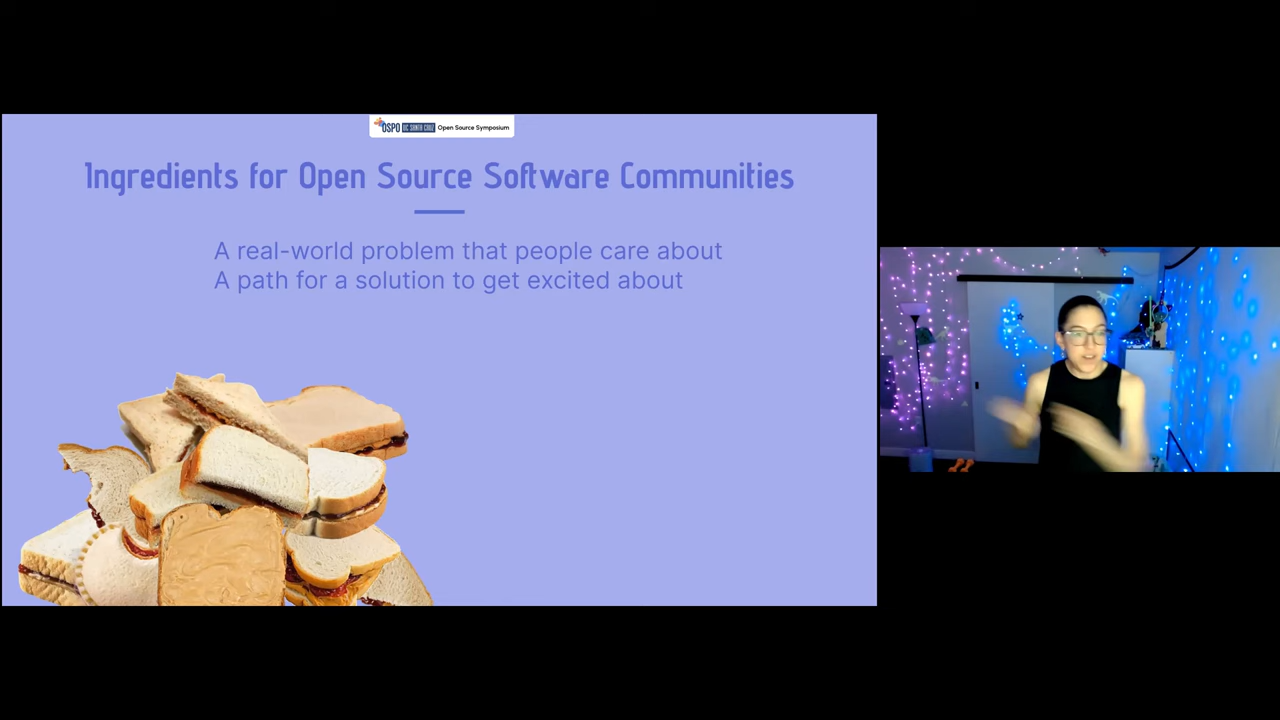 OSPO UC SANTA CRUZ Open Source Symposium
Ingredients for Open Source Software Communities
A real-world problem that people care about
A path for a solution to get excited about